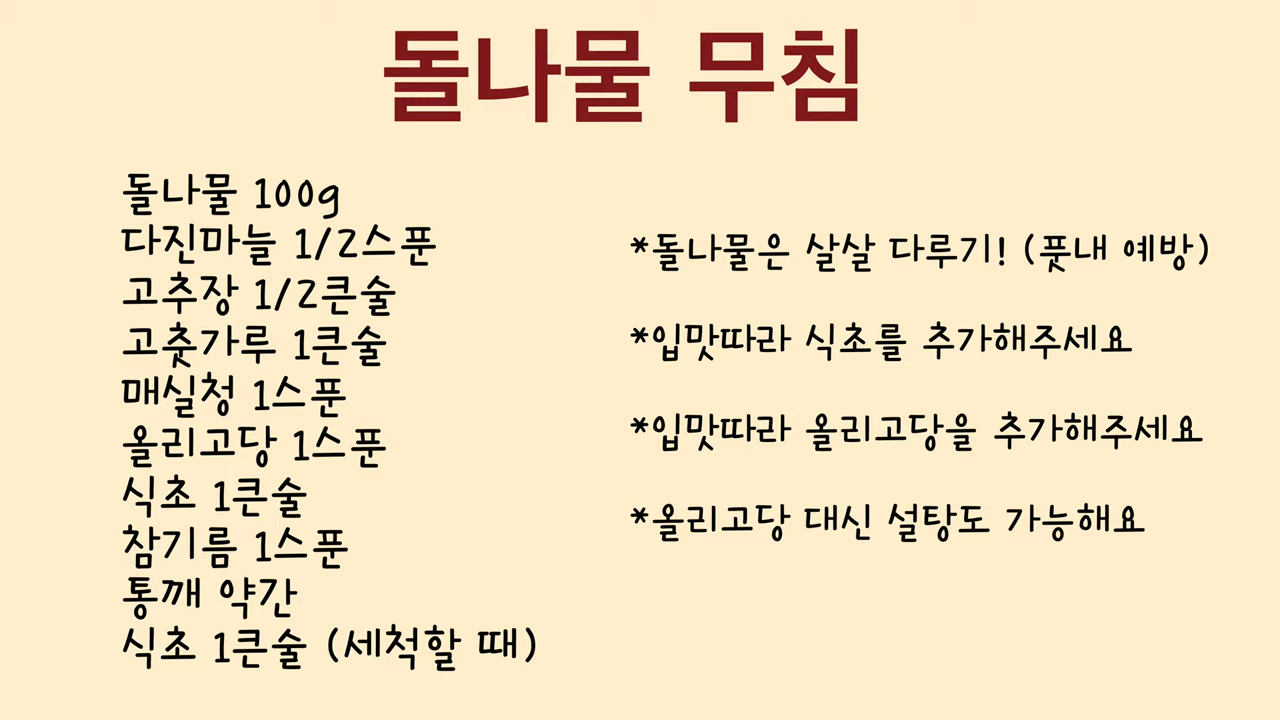 돌나물 무침
돌나물 100g
다진마늘 1/2스푼
고추장 1/2큰술
고춧가루 1큰술
매실청 1스푼
올리고당 1스푼
식초 1큰술
참기름 1스푼
통깨 약간
식초 1큰술 (세척할 때)
*돌나물은 살살 다루기! (풋내 예방)
*입맛따라 식초를 추가해주세요
*입맛따라 올리고당을 추가해주세요
*올리고당 대신 설탕도 가능해요